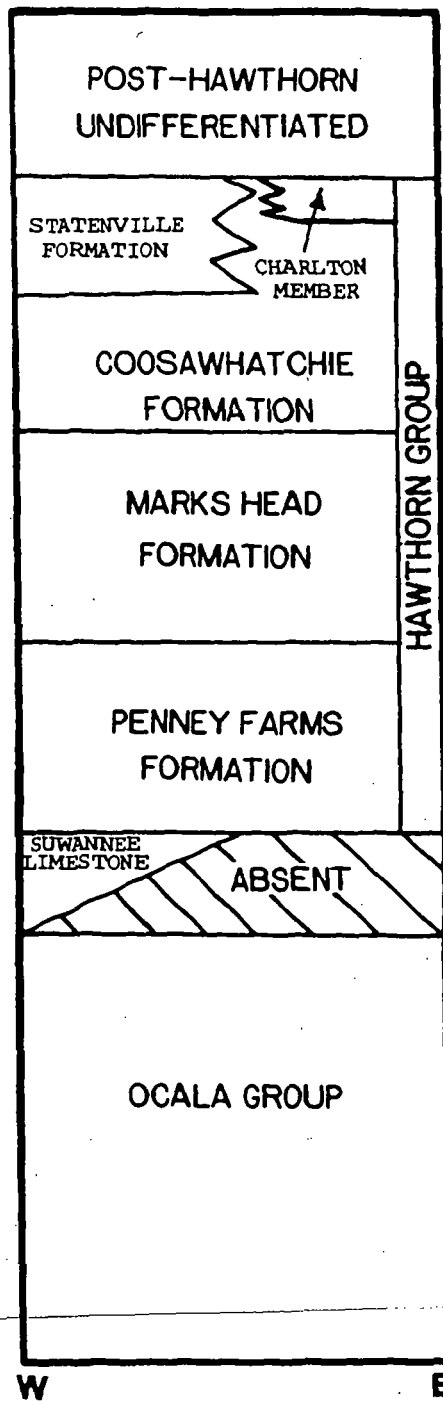 POST-HAWTHORN
UNDIFFERENTIATED
STATENVILLE
FORMATION
CHARLTON
MEMBER
COOSAWHATCHIE
FORMATION
MARKS HEAD
FORMATION
HAWTHORN GROUP
PENNEY FARMS
FORMATION
SUWANNEE
LIMESTONE
ABSENT
OCALA GROUP
W
E